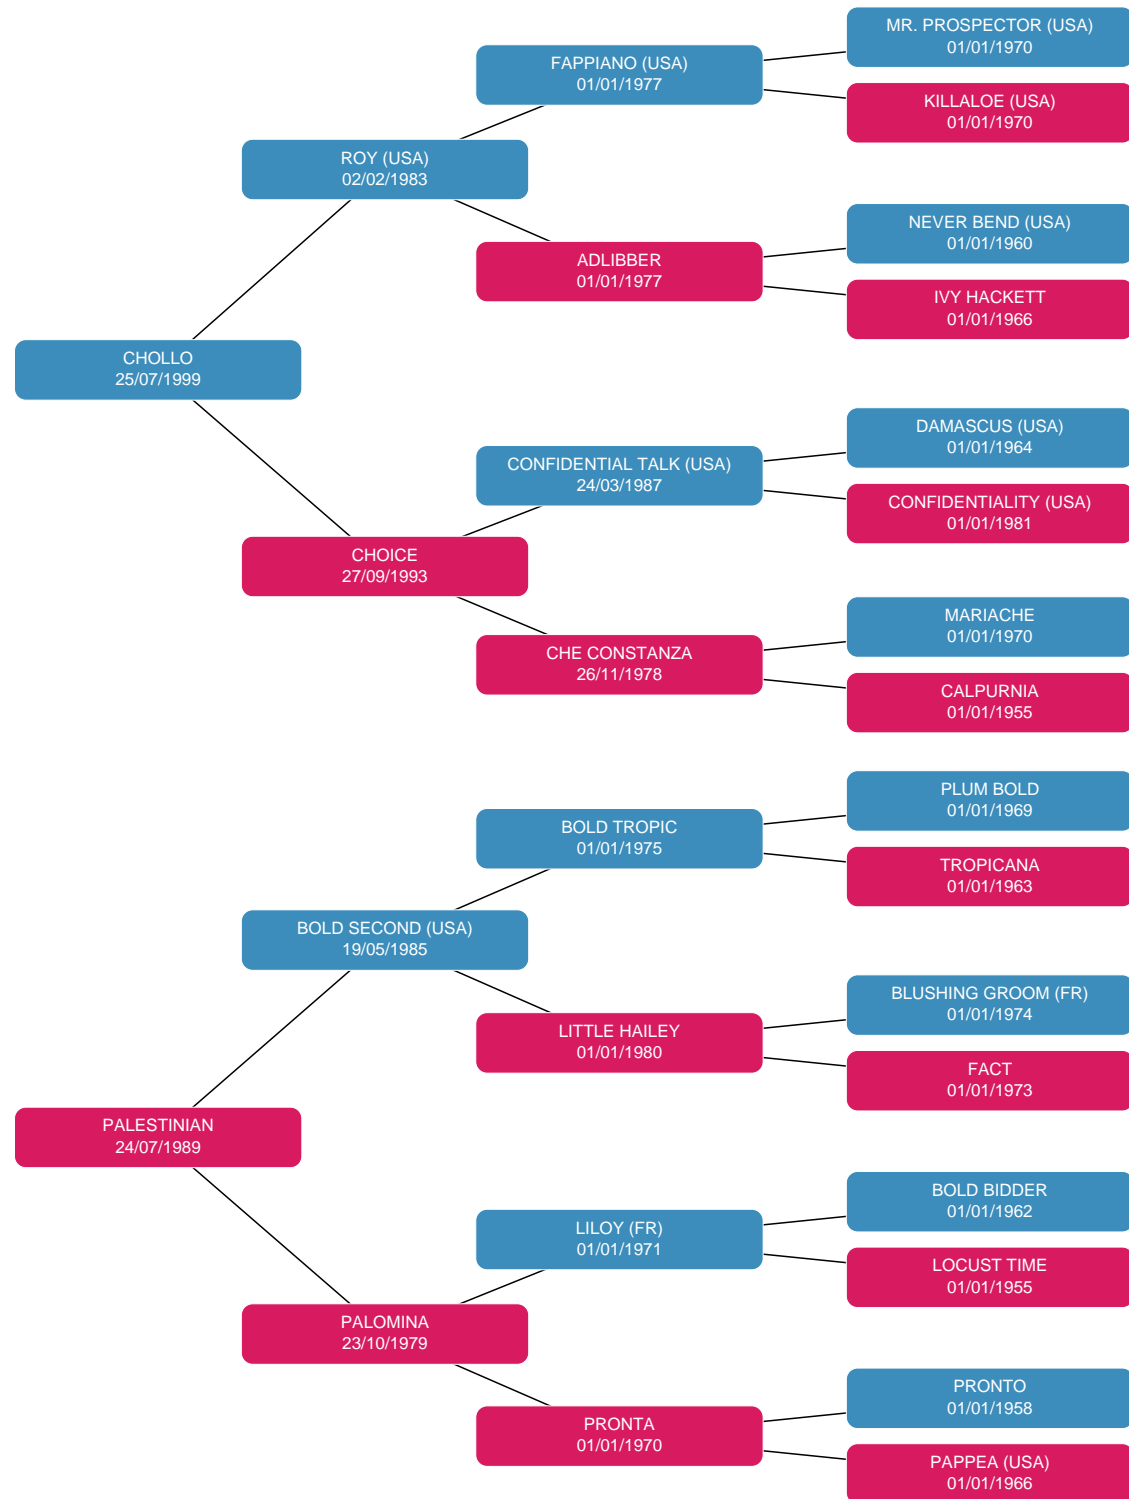 MR. PROSPECTOR (USA)
01/01/1970
FAPPIANO (USA)
01/01/1977
KILLALOE (USA)
01/01/1970
ROY (USA)
02/02/1983
NEVER BEND (USA)
01/01/1960
ADLIBBER
01/01/1977
IVY HACKETT
01/01/1966
CHOLLO
25/07/1999
DAMASCUS (USA)
01/01/1964
CONFIDENTIAL TALK (USA)
24/03/1987
CONFIDENTIALITY (USA)
01/01/1981
CHOICE
27/09/1993
MARIACHE
01/01/1970
CHE CONSTANZA
26/11/1978
CALPURNIA
01/01/1955
PLUM BOLD
01/01/1969
BOLD TROPIC
01/01/1975
TROPICANA
01/01/1963
BOLD SECOND (USA)
19/05/1985
BLUSHING GROOM (FR)
01/01/1974
LITTLE HAILEY
01/01/1980
FACT
01/01/1973
PALESTINIAN
24/07/1989
BOLD BIDDER
01/01/1962
LILOY (FR)
01/01/1971
LOCUST TIME
01/01/1955
PALOMINA
23/10/1979
PRONTO
01/01/1958
PRONTA
01/01/1970
PAPPEA (USA)
01/01/1966